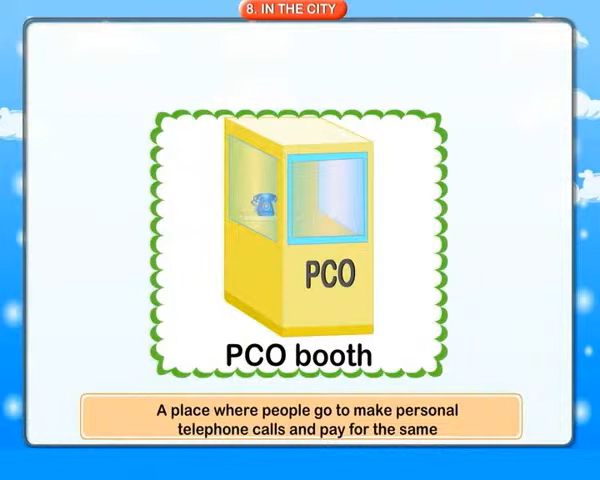 8. IN THE CITY
PCO
PCO booth
A place where people go to make personal
telephone calls and pay for the same